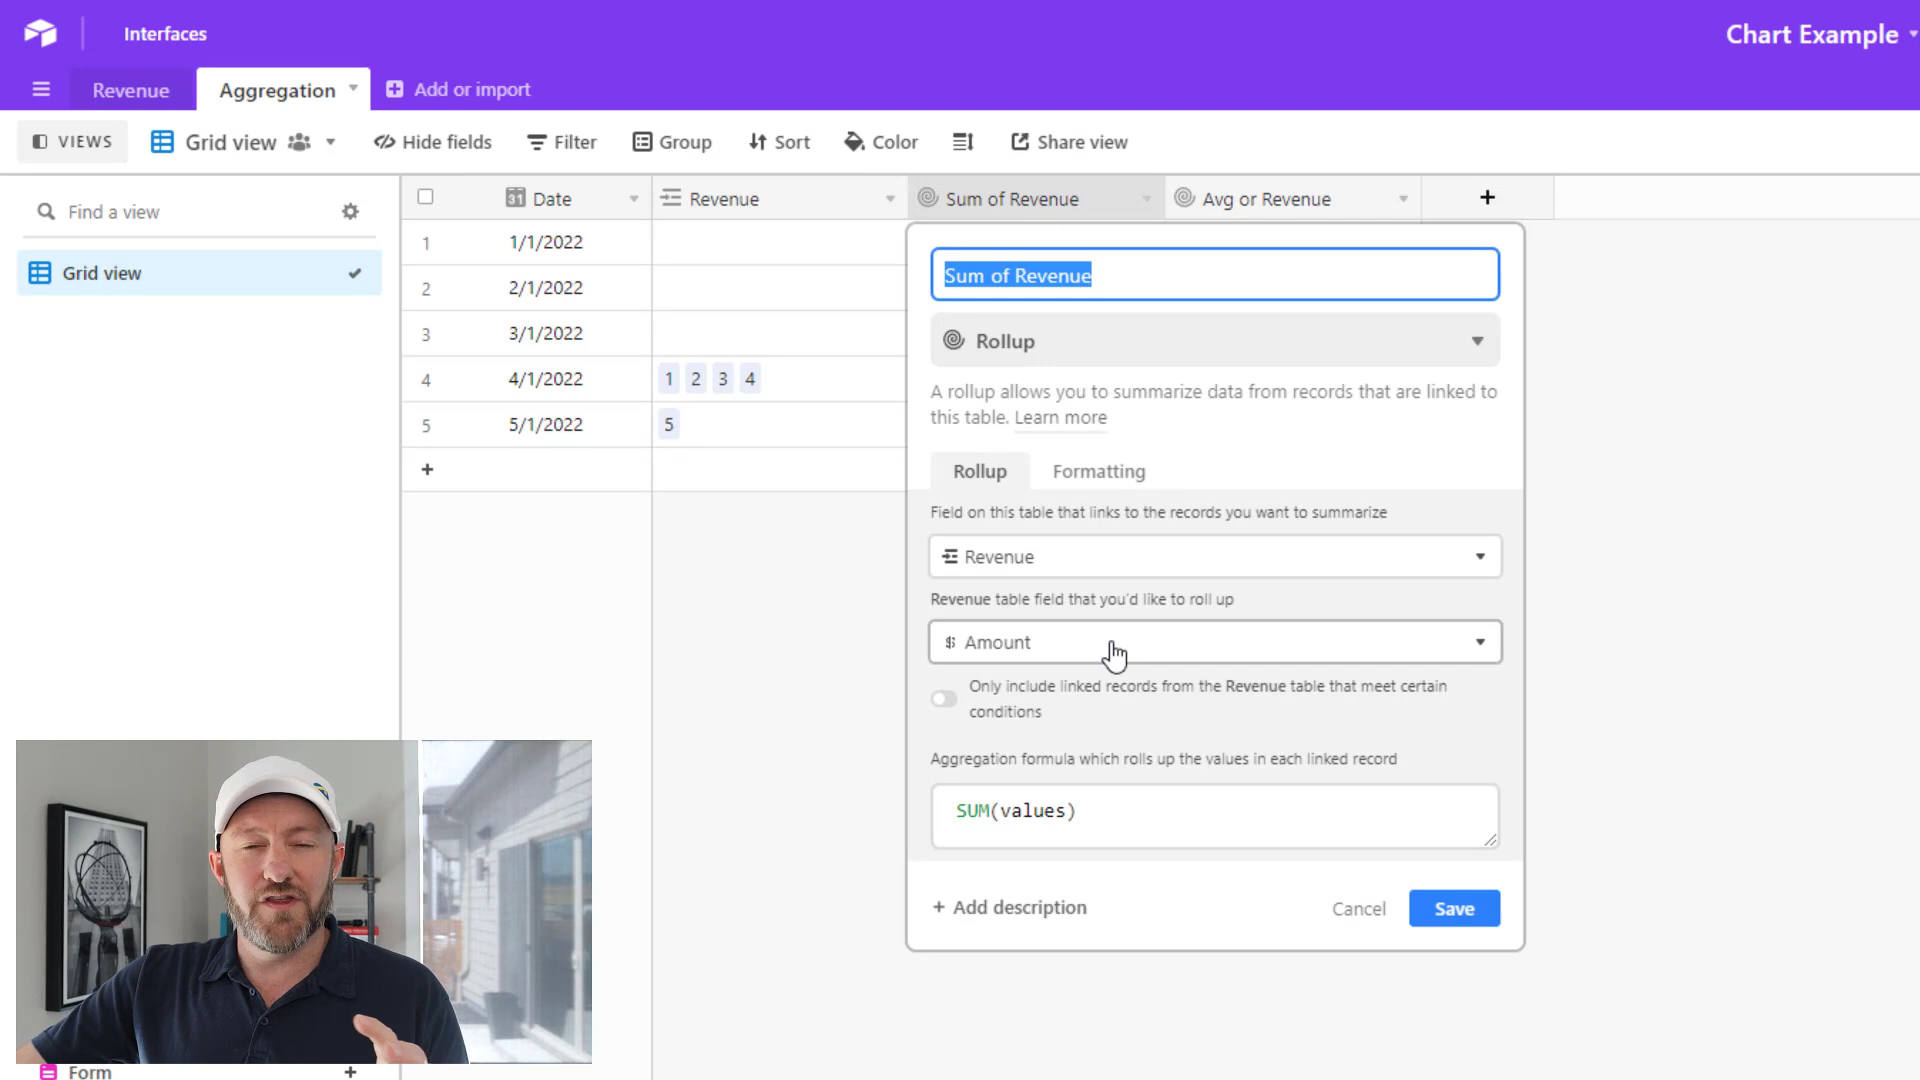 Interfaces
Chart Example
Revenue
Aggregation
Add or import
VIEWS
Grid view
Hide fields
Filter
Group
Sort
Color
Share view
Find a view
Grid view
31 Date
Revenue
Sum of Revenue
Avg or Revenue
+
1 1/1/2022
2 2/1/2022
3 3/1/2022
4 4/1/2022 1 2 3 4
5 5/1/2022 5
+
Sum of Revenue
Rollup
A rollup allows you to summarize data from records that are linked to
this table. Learn more
Rollup Formatting
Field on this table that links to the records you want to summarize
Revenue
Revenue table field that you'd like to roll up
$ Amount
Only include linked records from the Revenue table that meet certain
conditions
Aggregation formula which rolls up the values in each linked record
SUM(values)
+ Add description
Cancel
Save
Form +